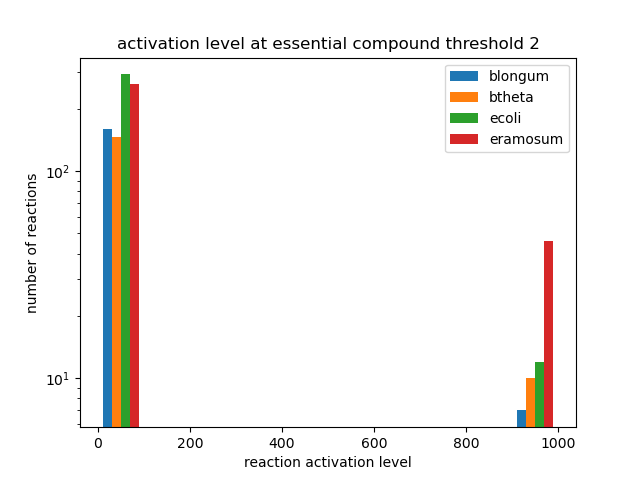 activation level at essential compound threshold 2
number of reactions
10²
10¹
0
200
400
600
800
1000
reaction activation level
blongum
btheta
ecoli
eramosum